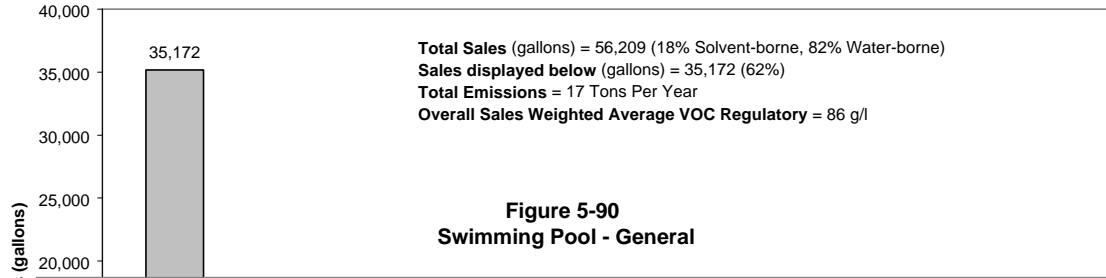 40,000
35,172
Total Sales (gallons) = 56,209 (18% Solvent-borne, 82% Water-borne)
35,000
Sales displayed below (gallons) = 35,172 (62%)
Total Emissions = 17 Tons Per Year
Overall Sales Weighted Average VOC Regulatory = 86 g/l
30,000
25,000
Figure 5-90
Swimming Pool - General
20,000
(gallons)